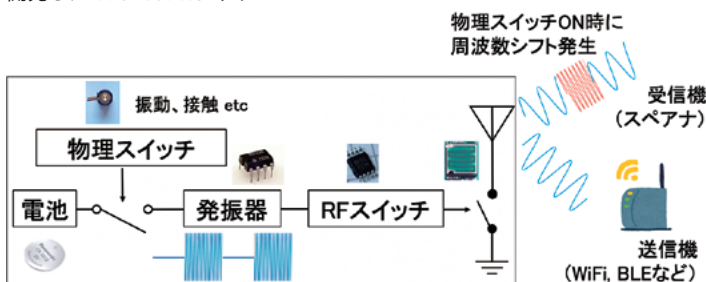 物理スイッチON時に
周波数シフト発生
受信機
(スペアナ)
振動、接触 etc
物理スイッチ
電池
発振器
RFスイッチ
送信機
(WiFi, BLEなど)